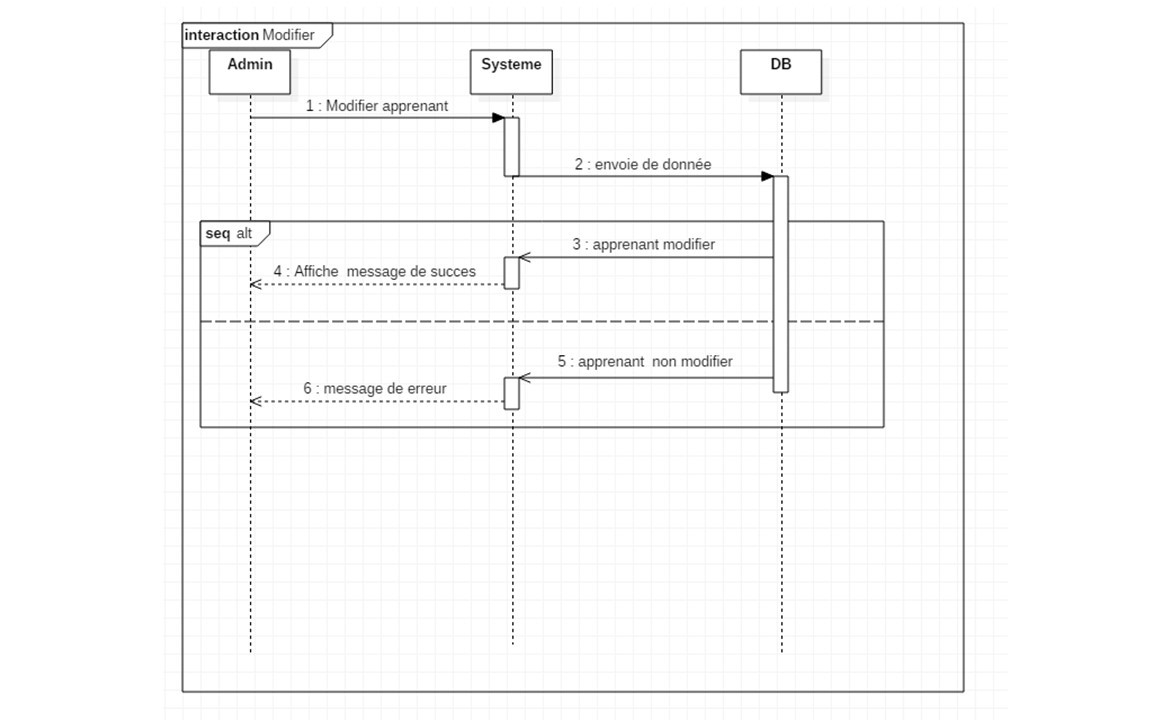 interaction Modifier
Admin
Systeme
DB
1 : Modifier apprenant
2 : envoie de donnée
seq alt
3 : apprenant modifier
4 : Affiche  message de succes
5 : apprenant  non modifier
6 : message de erreur